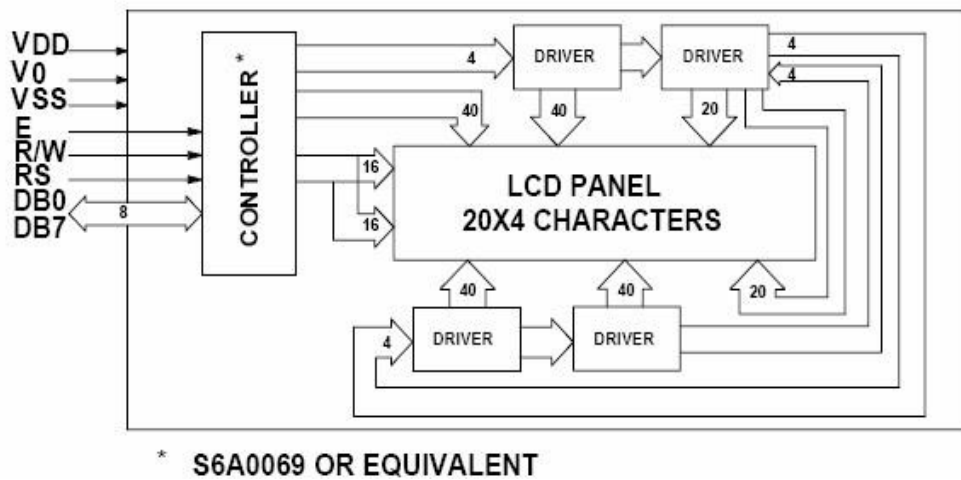 VDD
V0
VSS
E
R/W
RS
DB0
DB7
8
CONTROLLER *
4
DRIVER
DRIVER
4
4
40
40
20
16
16
LCD PANEL
20X4 CHARACTERS
40
40
20
4
DRIVER
DRIVER
* S6A0069 OR EQUIVALENT